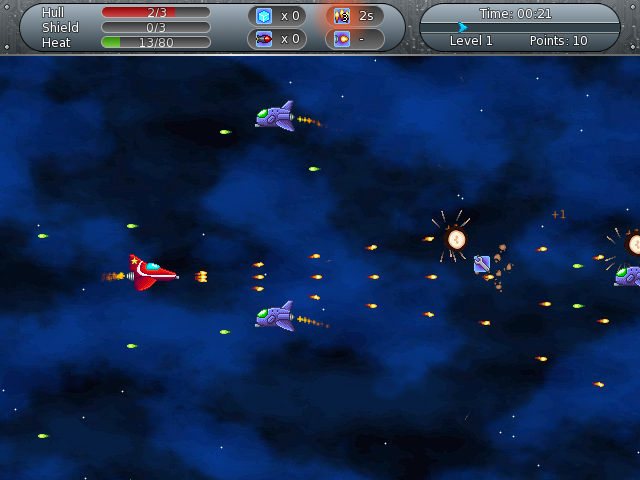 Hull 2/3
Shield 0/3
Heat 13/80
x 0
x 0
2s
-
Time: 00:21
Level 1 Points: 10
+1